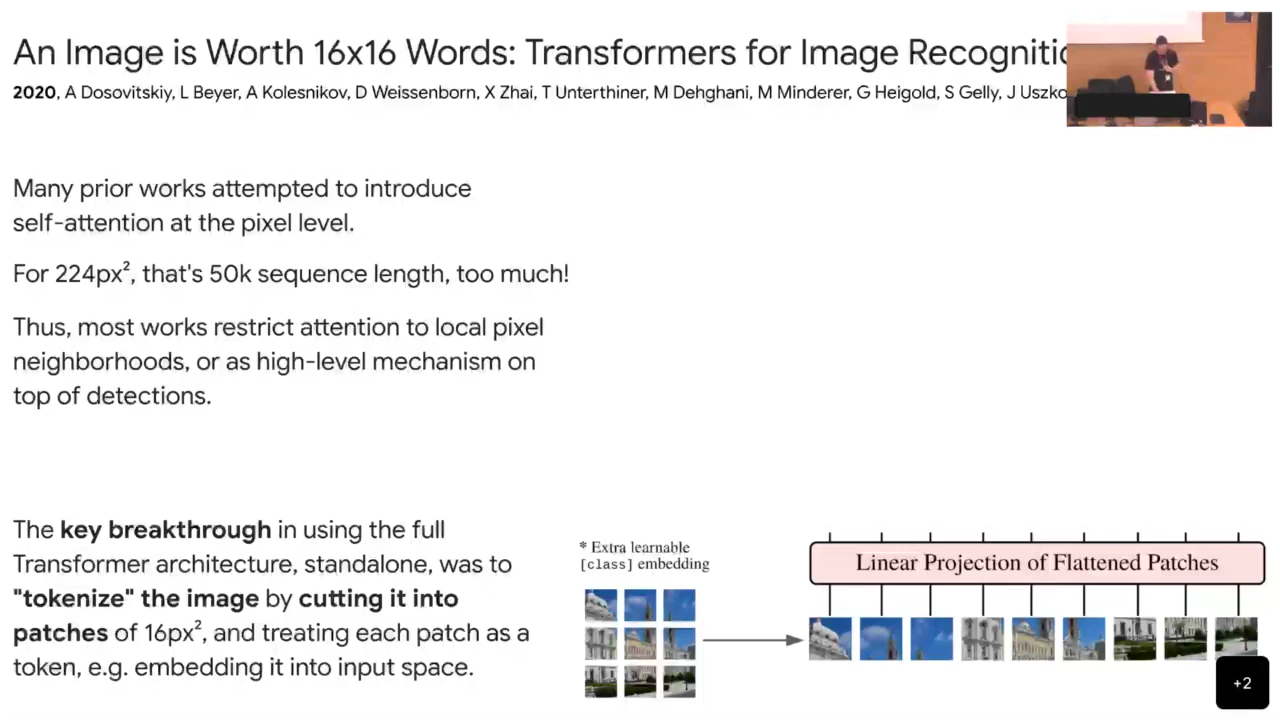 An Image is Worth 16x16 Words: Transformers for Image
2020, A Dosovitskiy, L Beyer, A Kolesnikov, D Weissenborn, X Zhai, T Unterthiner, M Dehghani, M Minderer, G Heigold, S Gelly, J
Many prior works attempted to introduce
self-attention at the pixel level.
For 224px², that's 50k sequence length, too much!
Thus, most works restrict attention to local pixel
neighborhoods, or as high-level mechanism on
top of detections.
The key breakthrough in using the full
Transformer architecture, standalone, was to
"tokenize" the image by cutting it into
patches of 16px², and treating each patch as a
token, e.g. embedding it into input space.
* Extra learnable
[class] embedding
Linear Projection of Flattened Patches
+2